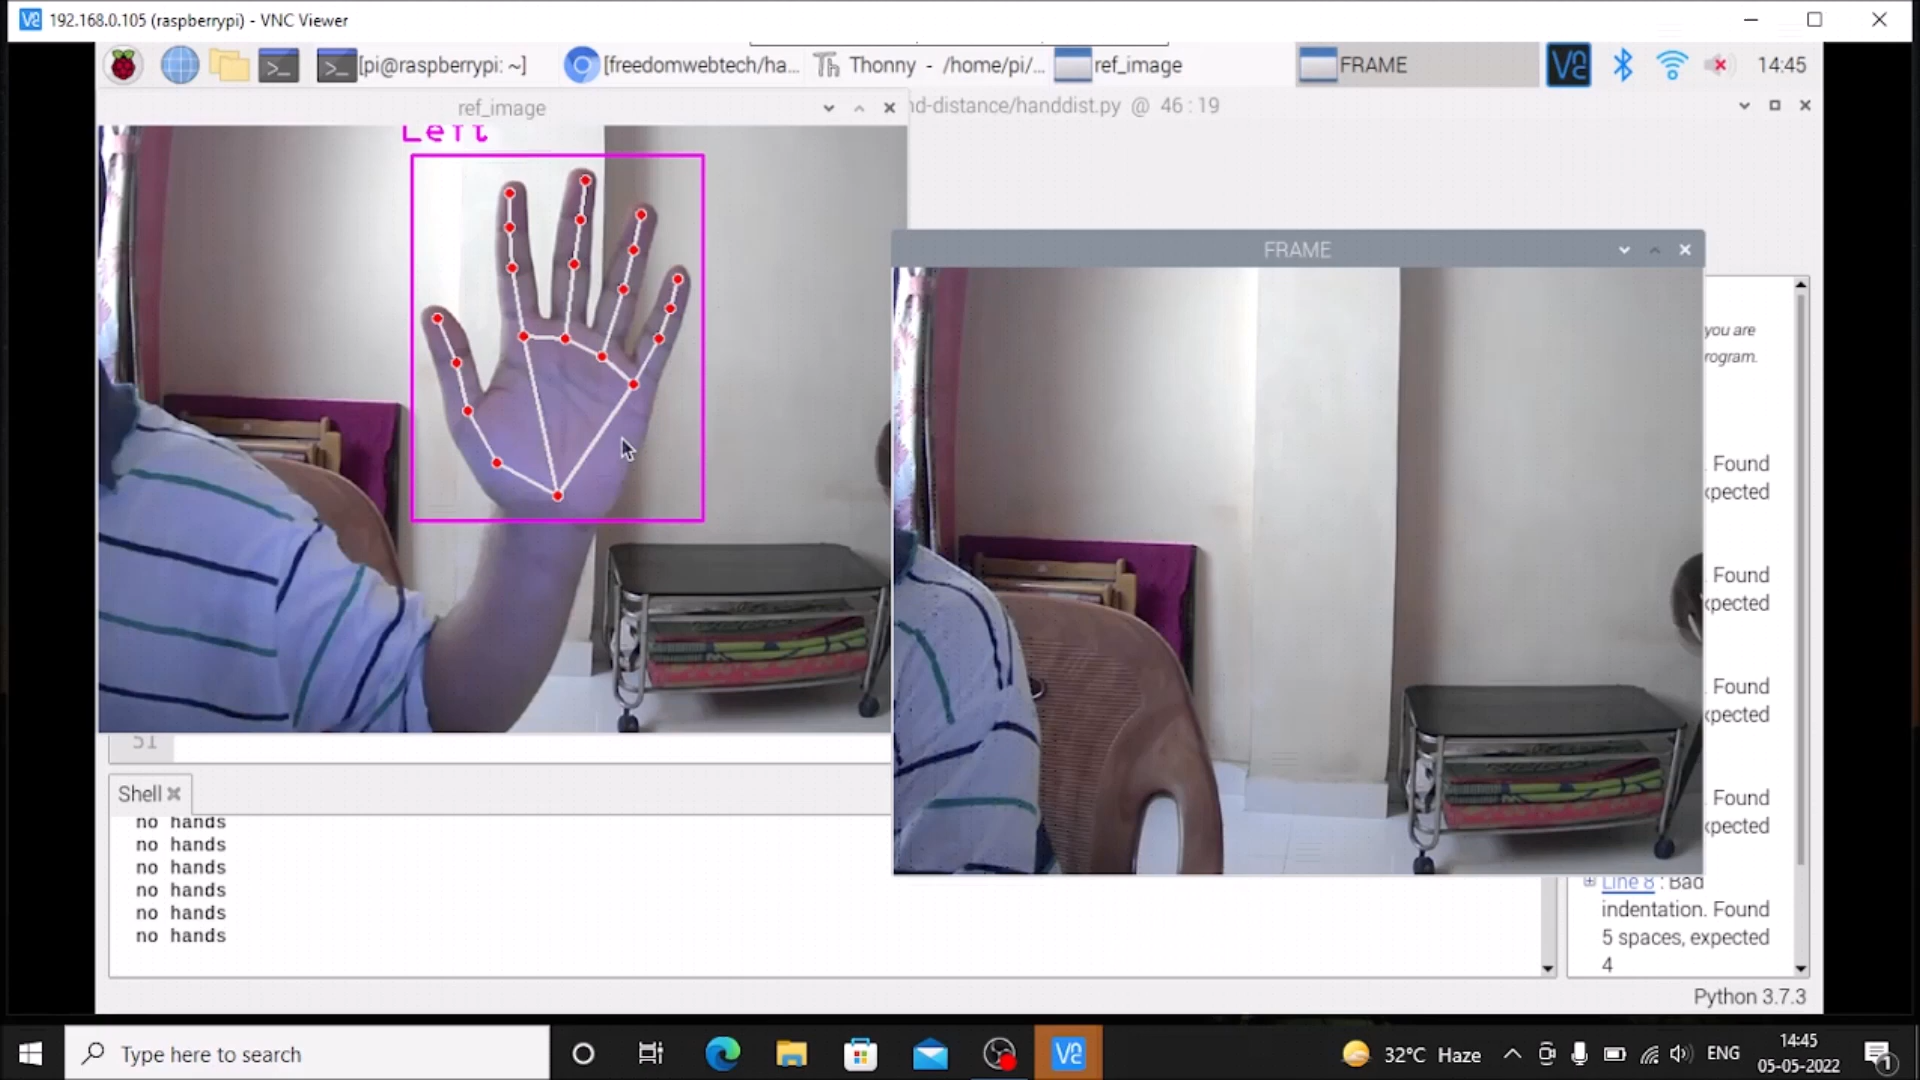 192.168.0.105 (raspberrypi) - VNC Viewer
[pi@raspberrypi: ~]
[freedomwebtech/ha...
Thonny - /home/pi/...
ref_image
FRAME
14:45
ref_image
nd-distance/handdist.py @ 46 : 19
Left
FRAME
you are
rogram.
. Found
xpected
. Found
xpected
. Found
xpected
. Found
xpected
Line 8 : Bad
indentation. Found
5 spaces, expected
4
51
Shell
no hands
no hands
no hands
no hands
no hands
no hands
Python 3.7.3
Type here to search
32°C Haze
ENG
14:45
05-05-2022
1